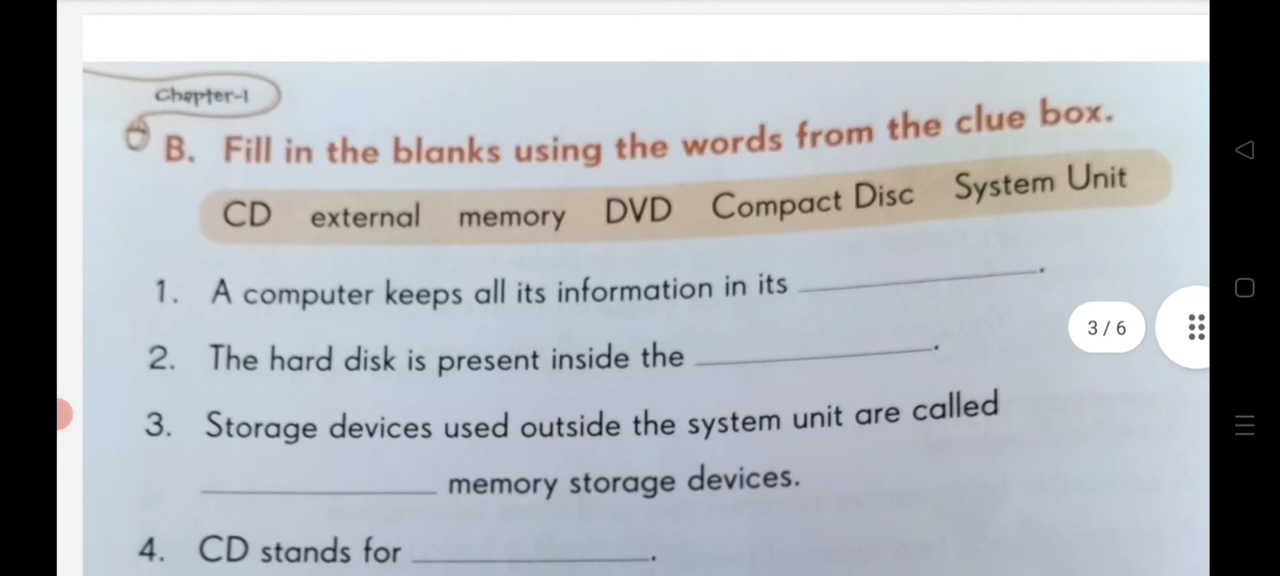 Chapter-1
B. Fill in the blanks using the words from the clue box.
CD external memory DVD Compact Disc System Unit
1. A computer keeps all its information in its ____________.
2. The hard disk is present inside the ____________.
3. Storage devices used outside the system unit are called
____________ memory storage devices.
4. CD stands for ____________.
3 / 6